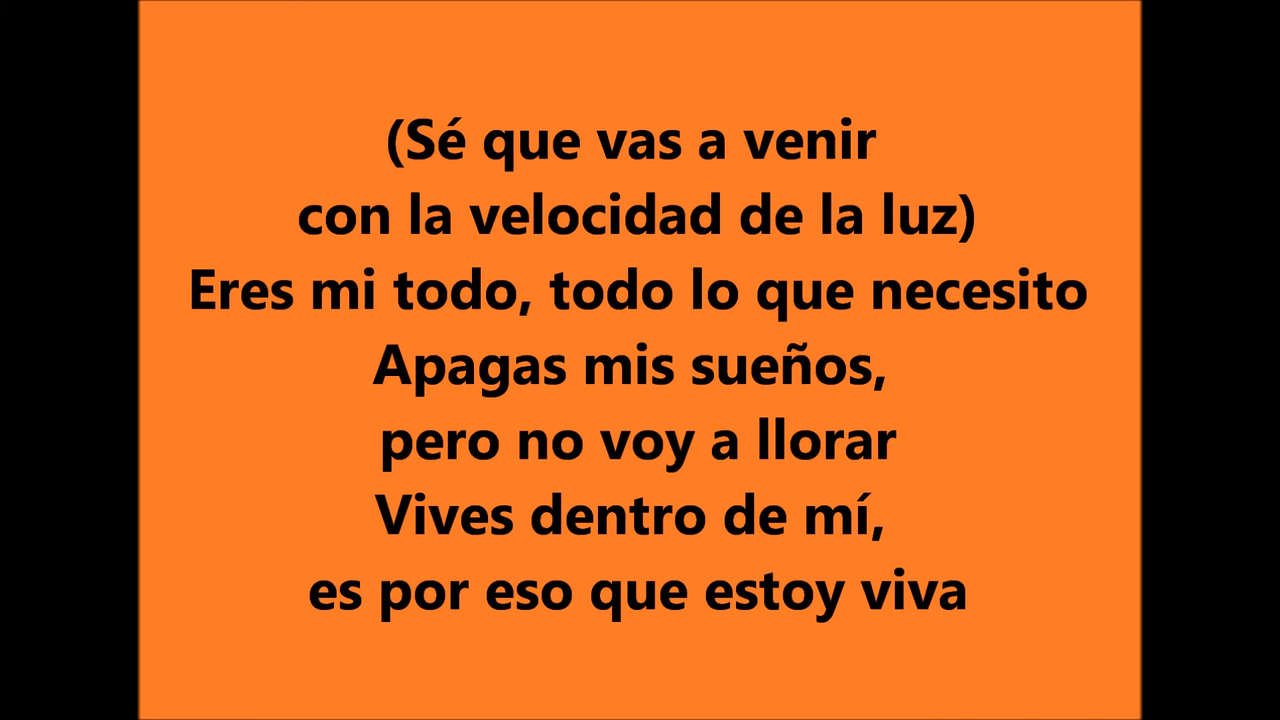 (Sé que vas a venir
con la velocidad de la luz)
Eres mi todo, todo lo que necesito
Apagas mis sueños,
pero no voy a llorar
Vives dentro de mí,
es por eso que estoy viva